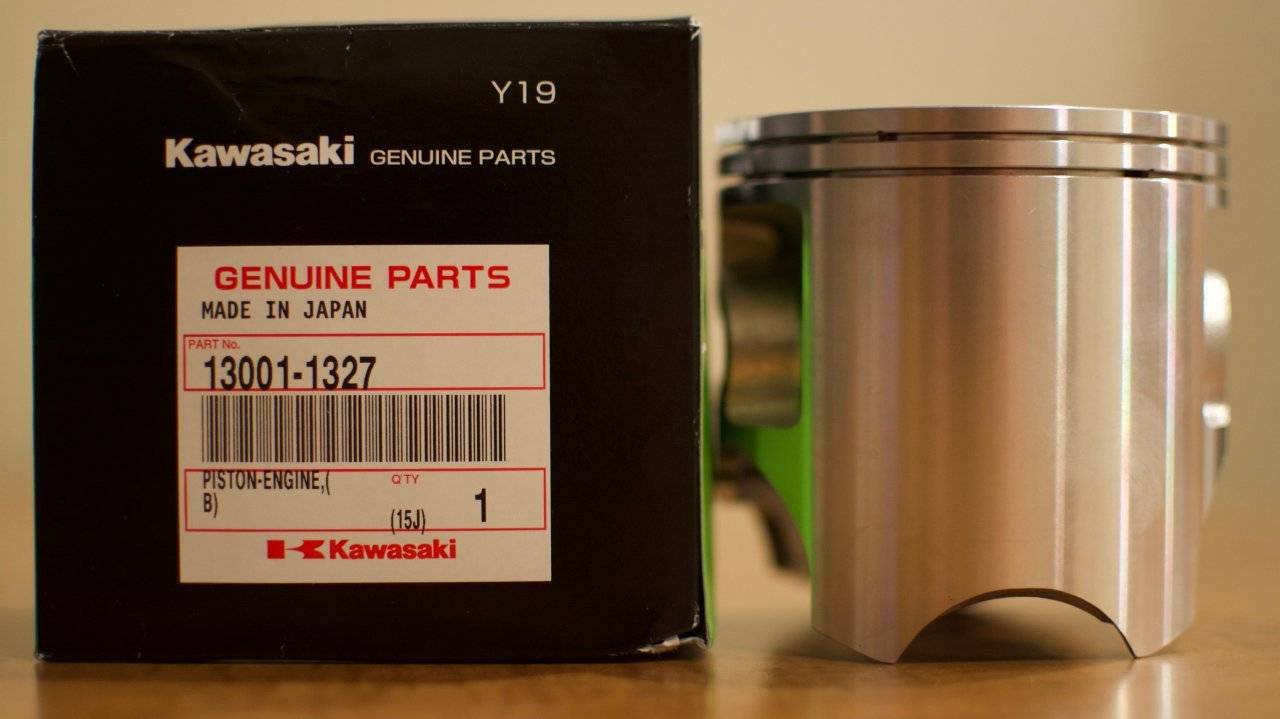 Y19
Kawasaki GENUINE PARTS
GENUINE PARTS
MADE IN JAPAN
PART No.
13001-1327
PISTON-ENGINE,( Q'TY
B)
(15J) 1
Kawasaki